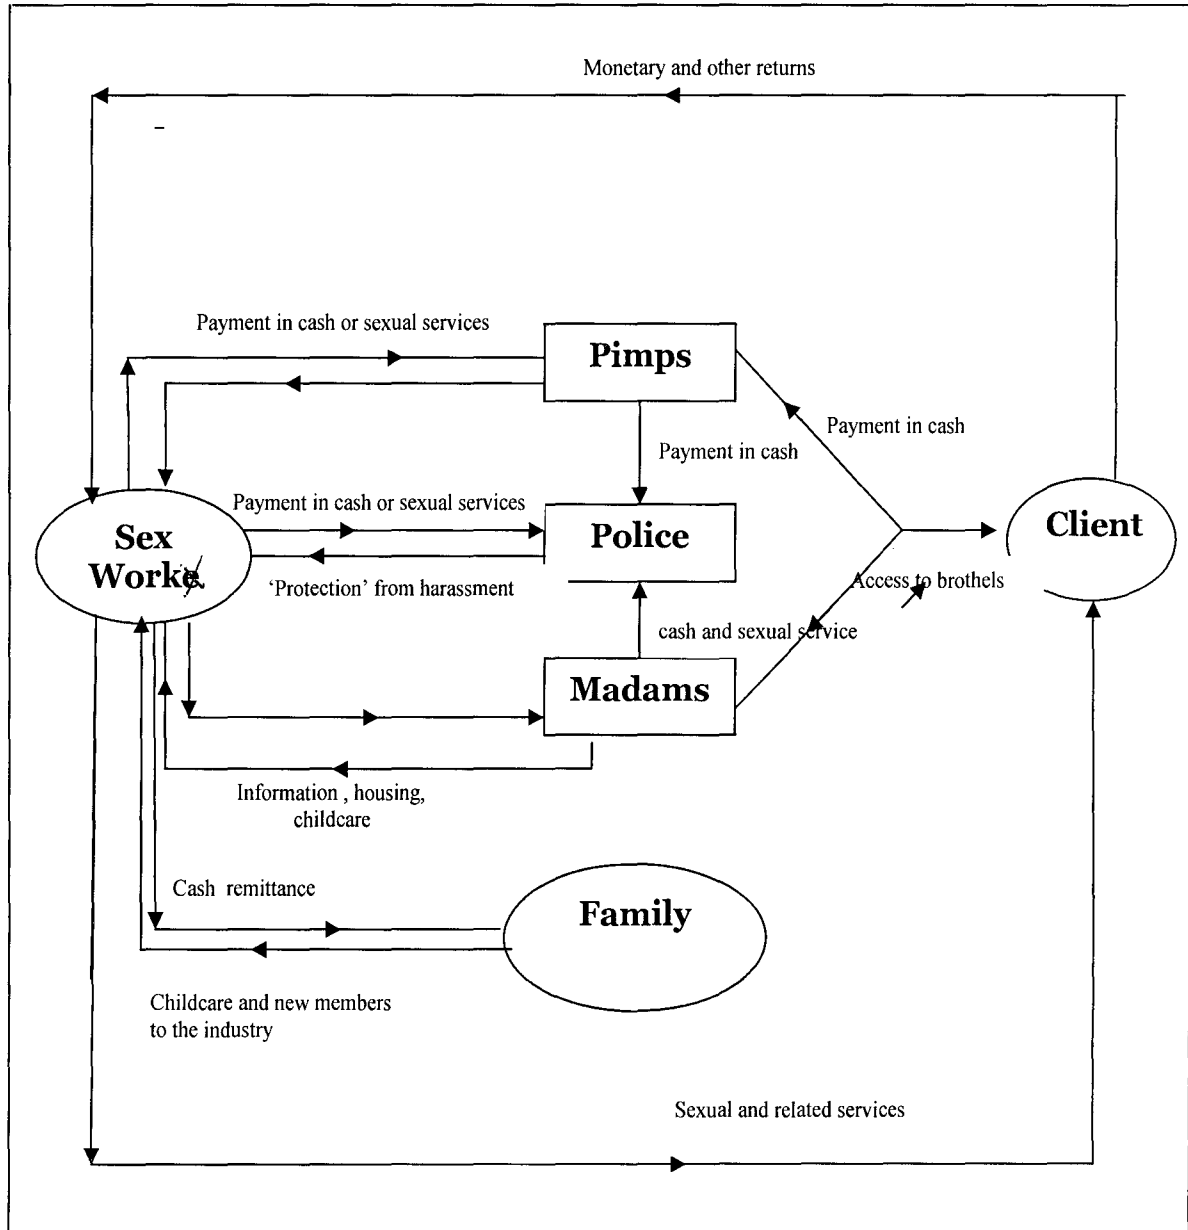 Monetary and other returns
Payment in cash or sexual services
Pimps
Payment in cash
Payment in cash
Payment in cash or sexual services
Sex
Worke
Police
Client
'Protection' from harassment
Access to brothels
cash and sexual service
Madams
Information , housing,
childcare
Cash remittance
Family
Childcare and new members
to the industry
Sexual and related services